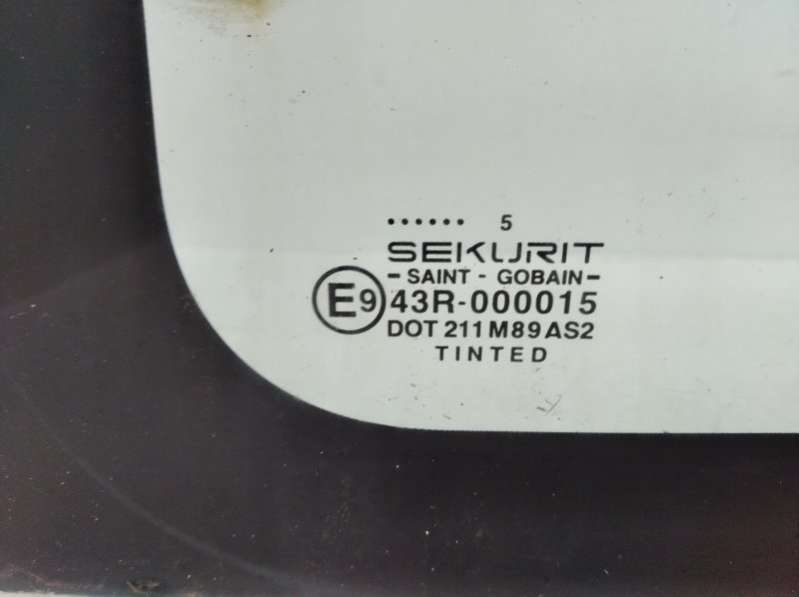 ...... 5
SEKURIT
- SAINT - GOBAIN -
E9 43R-000015
DOT 211 M89 AS2
TINTED